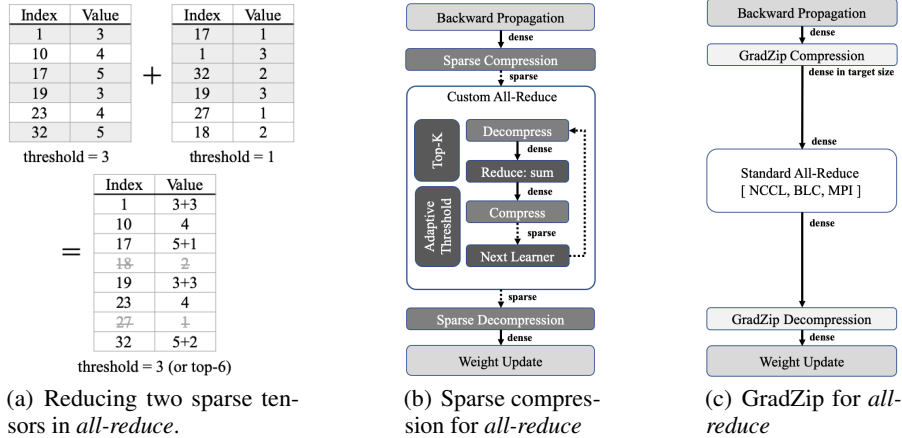 Index Value
1 3
10 4
17 5
19 3
23 4
32 5
threshold = 3
+
Index Value
17 1
1 3
32 2
19 3
27 1
18 2
threshold = 1
=
Index Value
1 3+3
10 4
17 5+1
18 2
19 3+3
23 4
27 1
32 5+2
threshold = 3 (or top-6)
(a) Reducing two sparse ten-
sors in all-reduce.
Backward Propagation
dense
Sparse Compression
sparse
Custom All-Reduce
Top-K
Adaptive
Threshold
Decompress
dense
Reduce: sum
dense
Compress
sparse
Next Learner
sparse
Sparse Decompression
dense
Weight Update
(b) Sparse compres-
sion for all-reduce
Backward Propagation
dense
GradZip Compression
dense in target size
dense
Standard All-Reduce
[ NCCL, BLC, MPI ]
dense
GradZip Decompression
dense
Weight Update
(c) GradZip for all-
reduce